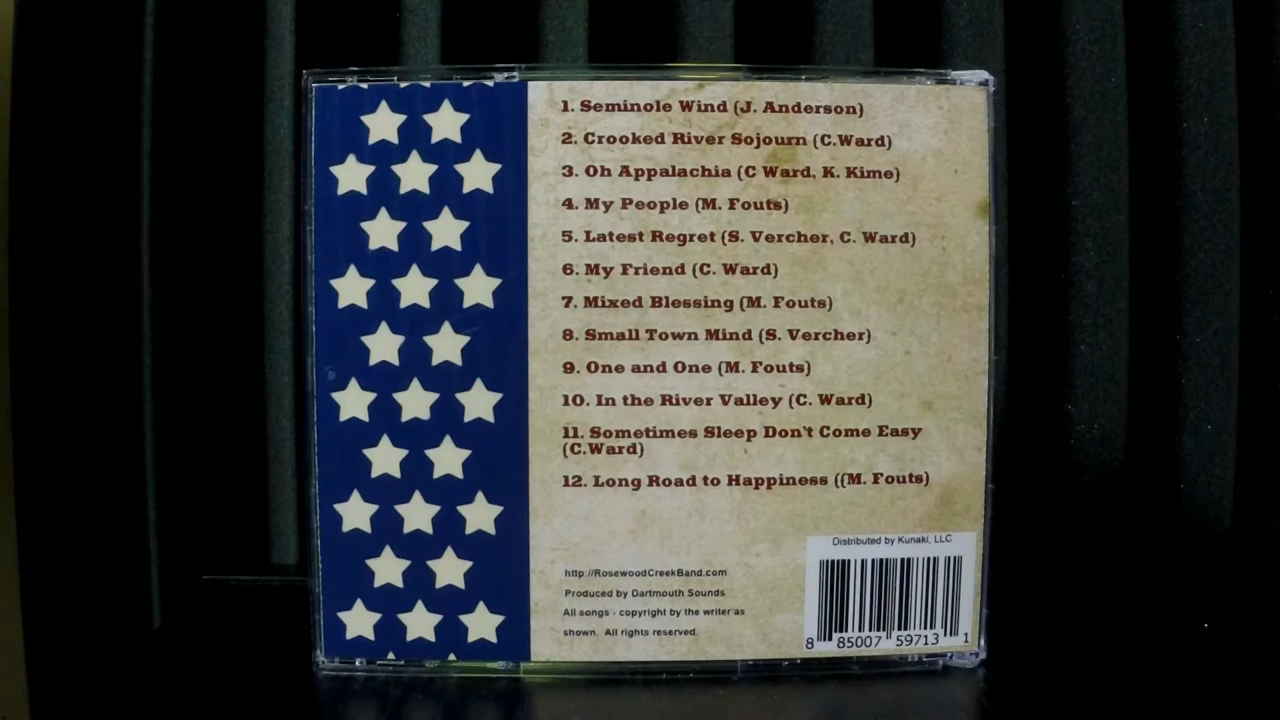 1. Seminole Wind (J. Anderson)
2. Crooked River Sojourn (C.Ward)
3. Oh Appalachia (C Ward, K. Kime)
4. My People (M. Fouts)
5. Latest Regret (S. Vercher, C. Ward)
6. My Friend (C. Ward)
7. Mixed Blessing (M. Fouts)
8. Small Town Mind (S. Vercher)
9. One and One (M. Fouts)
10. In the River Valley (C. Ward)
11. Sometimes Sleep Don't Come Easy
(C.Ward)
12. Long Road to Happiness ((M. Fouts)
http://RosewoodCreekBand.com
Produced by Dartmouth Sounds
All songs - copyright by the writer as
shown. All rights reserved.
Distributed by Kunaki, LLC
8 85007 59713 1